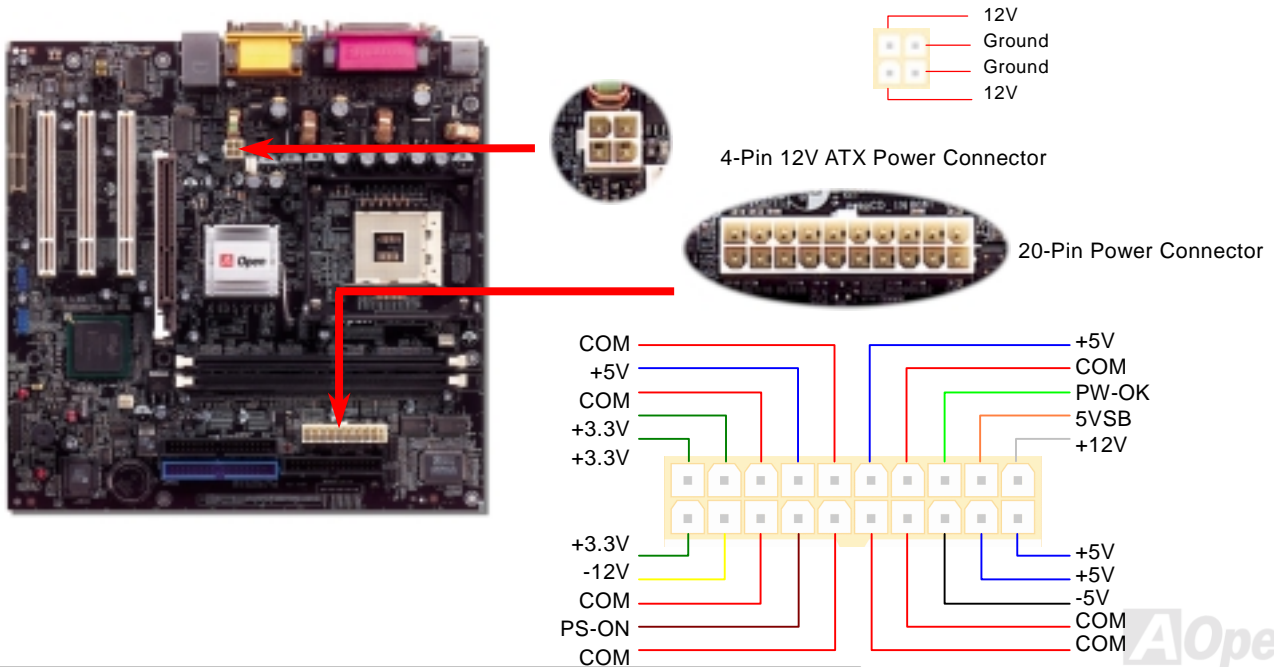 12V
Ground
Ground
12V
4-Pin 12V ATX Power Connector
20-Pin Power Connector
COM
+5V
COM
+3.3V
+3.3V
+5V
COM
PW-OK
5VSB
+12V
+3.3V
-12V
COM
PS-ON
COM
+5V
+5V
-5V
COM
COM
AOpe
Open